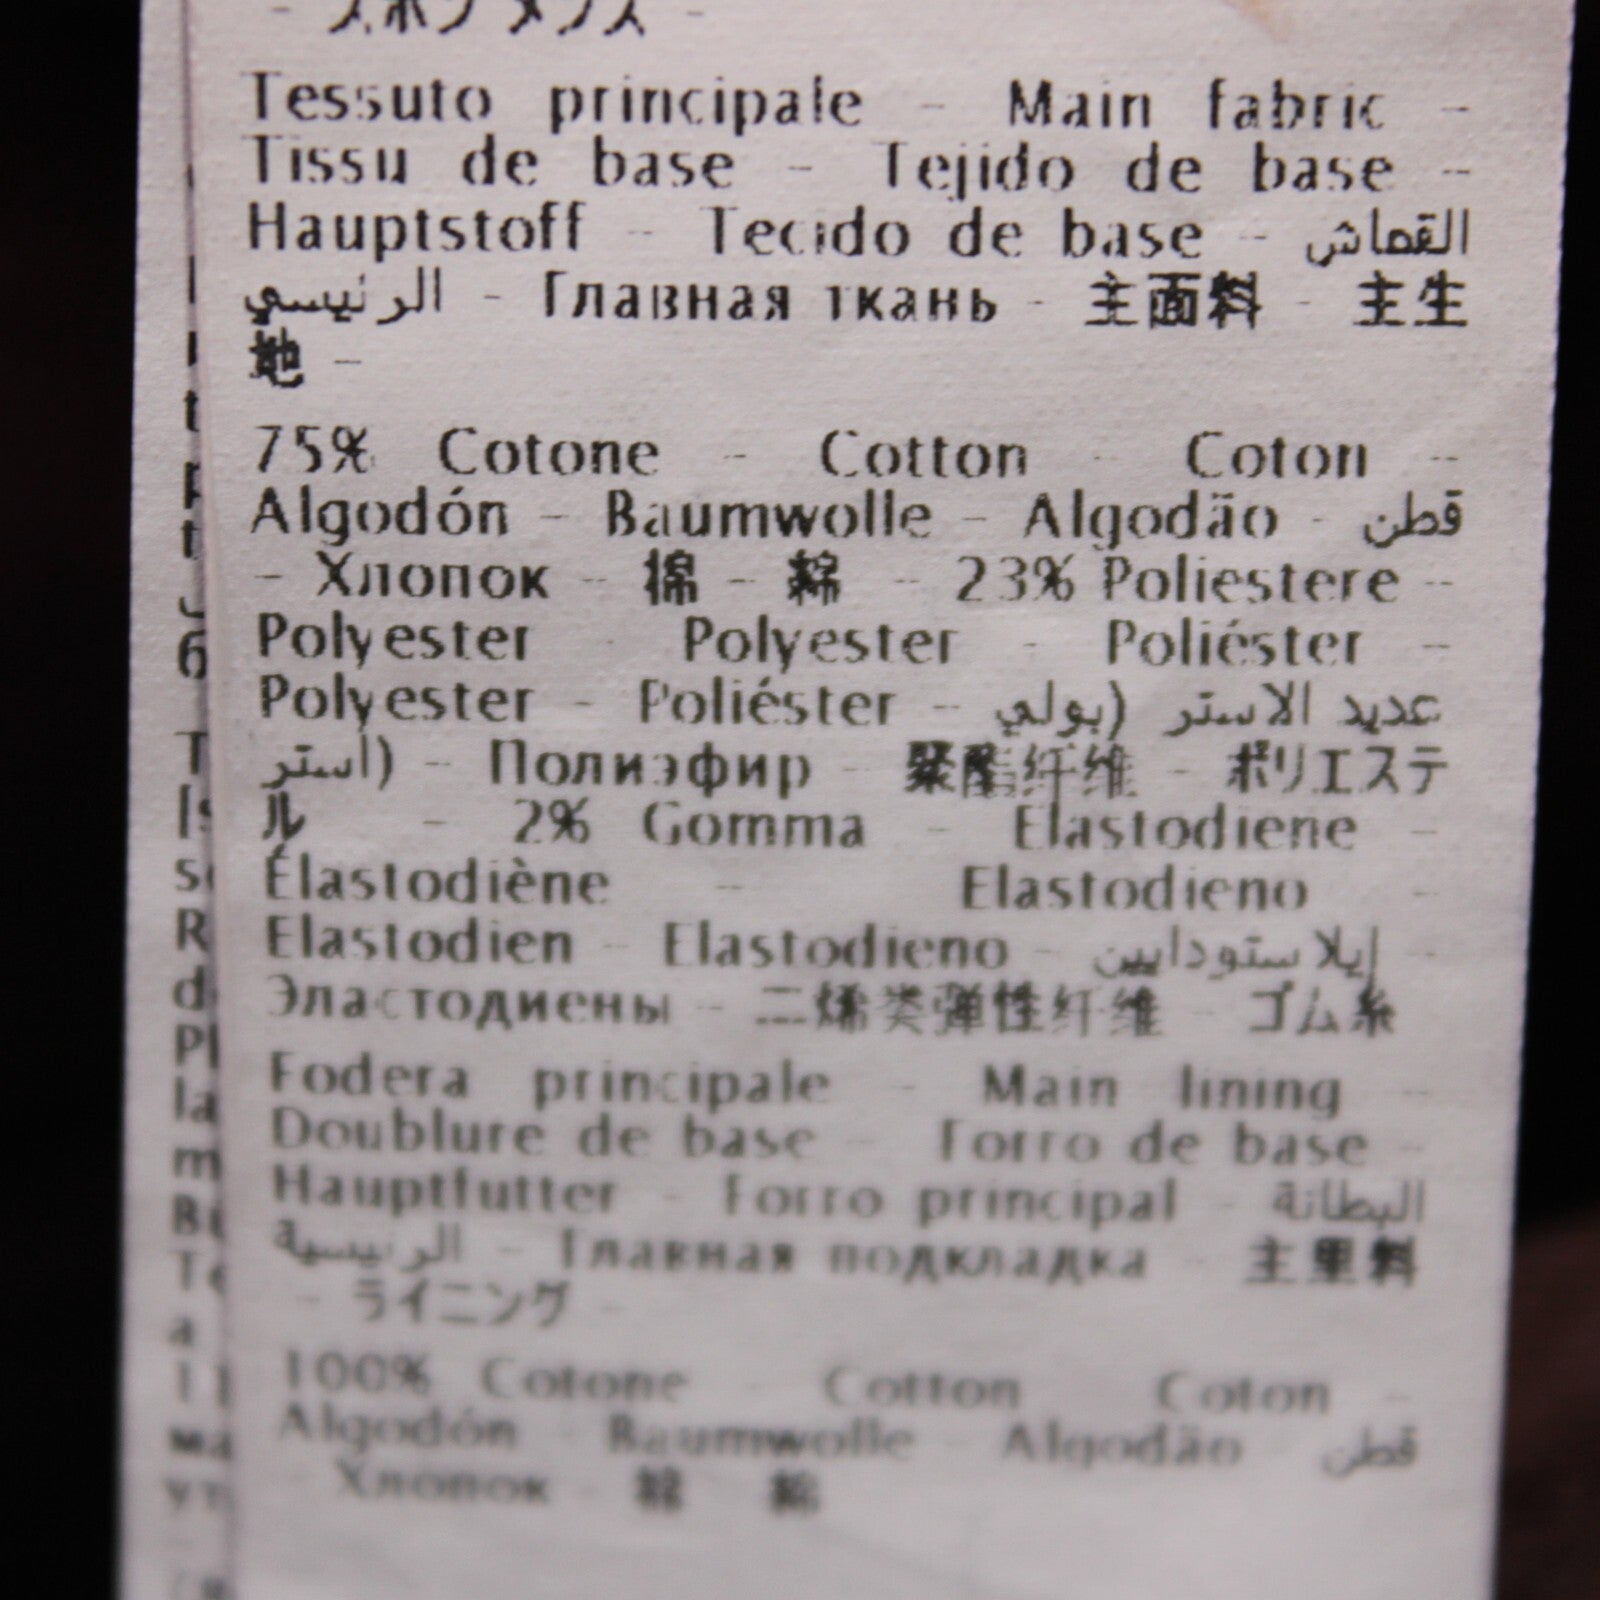 Tessuto principale - Main fabric -
Tissu de base - Tejido de base -
Hauptstoff - Tecido de base - القماش
الرئيسي - Главная ткань - 主面料 - 主生
地 -
75% Cotone - Cotton - Coton -
Algodón - Baumwolle - Algodão - قطن
- Хлопок - 棉 - 綿 - 23% Poliestere -
Polyester - Polyester - Poliéster -
Polyester - Poliéster - عديد الاستر (بولي
استر) - Полиэфир - 聚酯纤维 - ポリエステ
ル - 2% Gomma - Elastodiene -
Élastodiène - Elastodieno -
Elastodien - Elastodieno - إيلاستودايين -
Эластодиены - 二烯类弹性纤维 - ゴム糸
Fodera principale - Main lining -
Doublure de base - Forro de base -
Hauptfutter - Forro principal - البطانة
الرئيسية - Главная подкладка - 主里料
- ライニング -
100% Cotone - Cotton - Coton -
Algodón - Baumwolle - Algodão - قطن
- Хлопок - 棉 - 綿